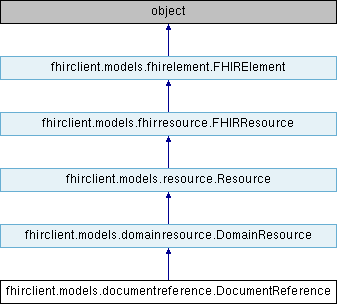 object
fhirclient.models.fhirelement.FHIRElement
fhirclient.models.fhirresource.FHIRResource
fhirclient.models.resource.Resource
fhirclient.models.domainresource.DomainResource
fhirclient.models.documentreference.DocumentReference